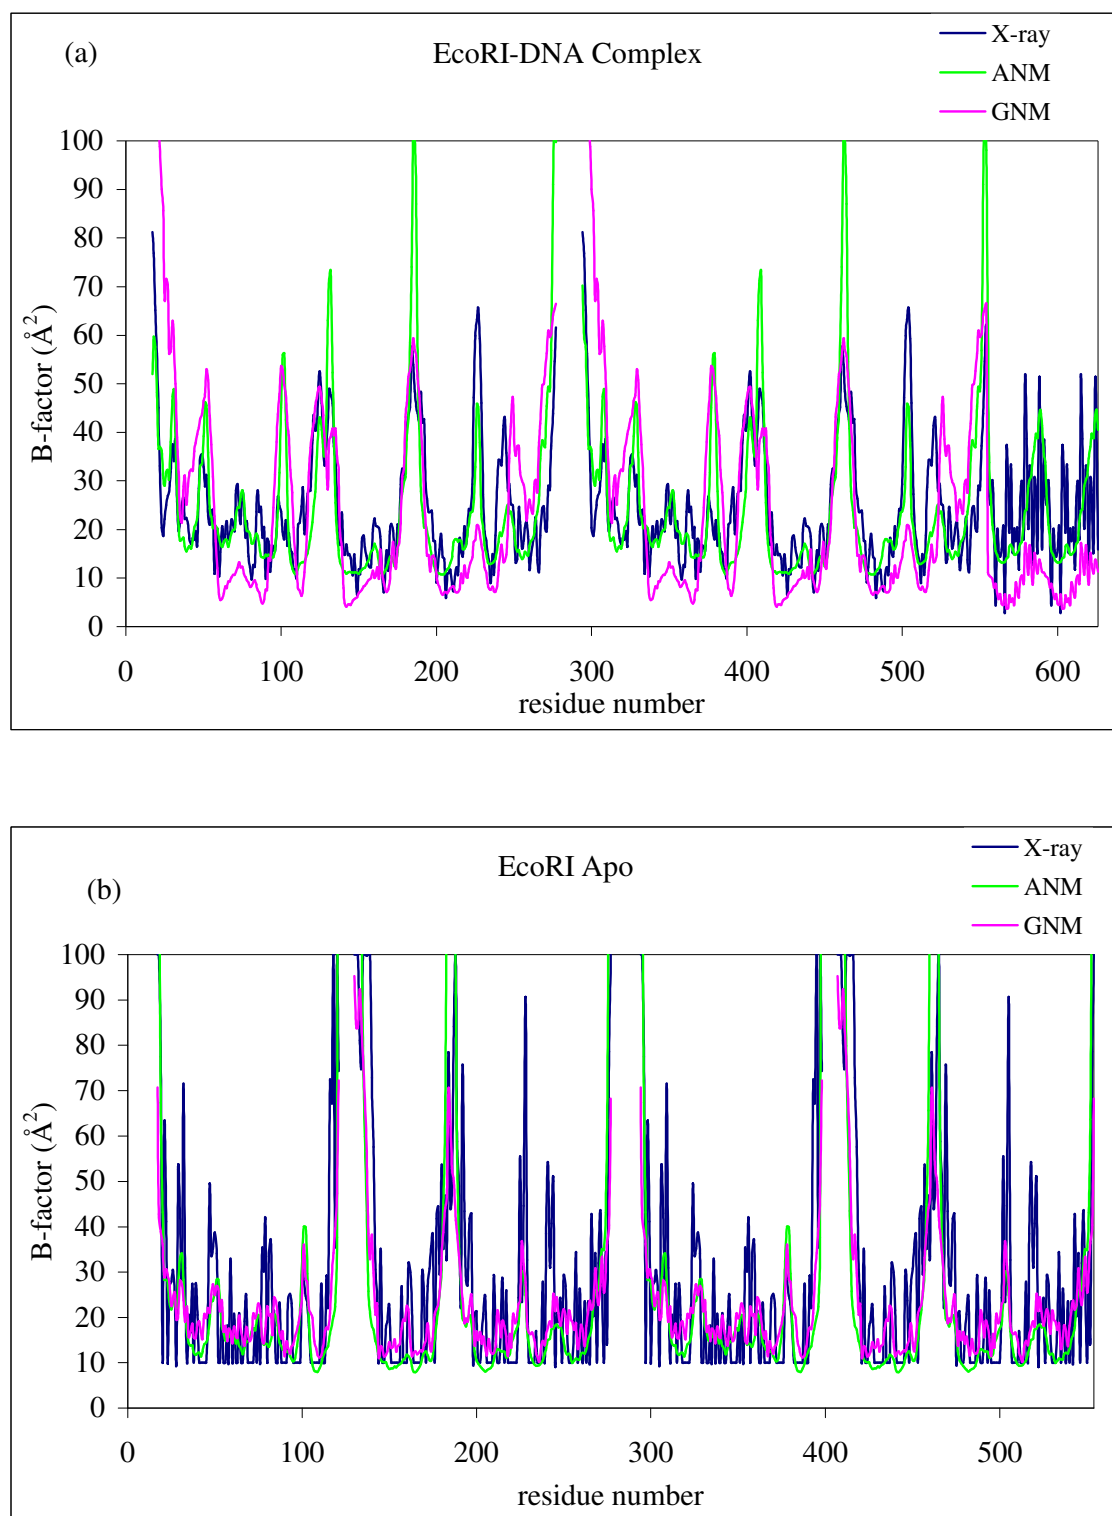 (a)
EcoRI-DNA Complex
X-ray
ANM
GNM
100
90
80
70
60
50
40
30
20
10
0
B-factor (Å²)
0 100 200 300 400 500 600
residue number
(b)
EcoRI Apo
X-ray
ANM
GNM
100
90
80
70
60
50
40
30
20
10
0
B-factor (Å²)
0 100 200 300 400 500
residue number